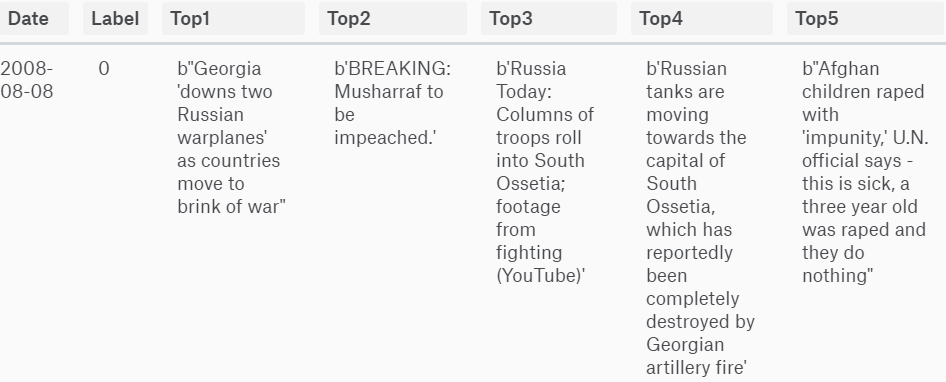 Date Label Top1 Top2 Top3 Top4 Top5
2008-
08-08
0
b"Georgia
'downs two
Russian
warplanes'
as countries
move to
brink of war"
b'BREAKING:
Musharraf to
be
impeached.'
b'Russia
Today:
Columns of
troops roll
into South
Ossetia;
footage
from
fighting
(YouTube)'
b'Russian
tanks are
moving
towards the
capital of
South
Ossetia,
which has
reportedly
been
completely
destroyed by
Georgian
artillery fire'
b"Afghan
children raped
with
'impunity,' U.N.
official says -
this is sick, a
three year old
was raped and
they do
nothing"